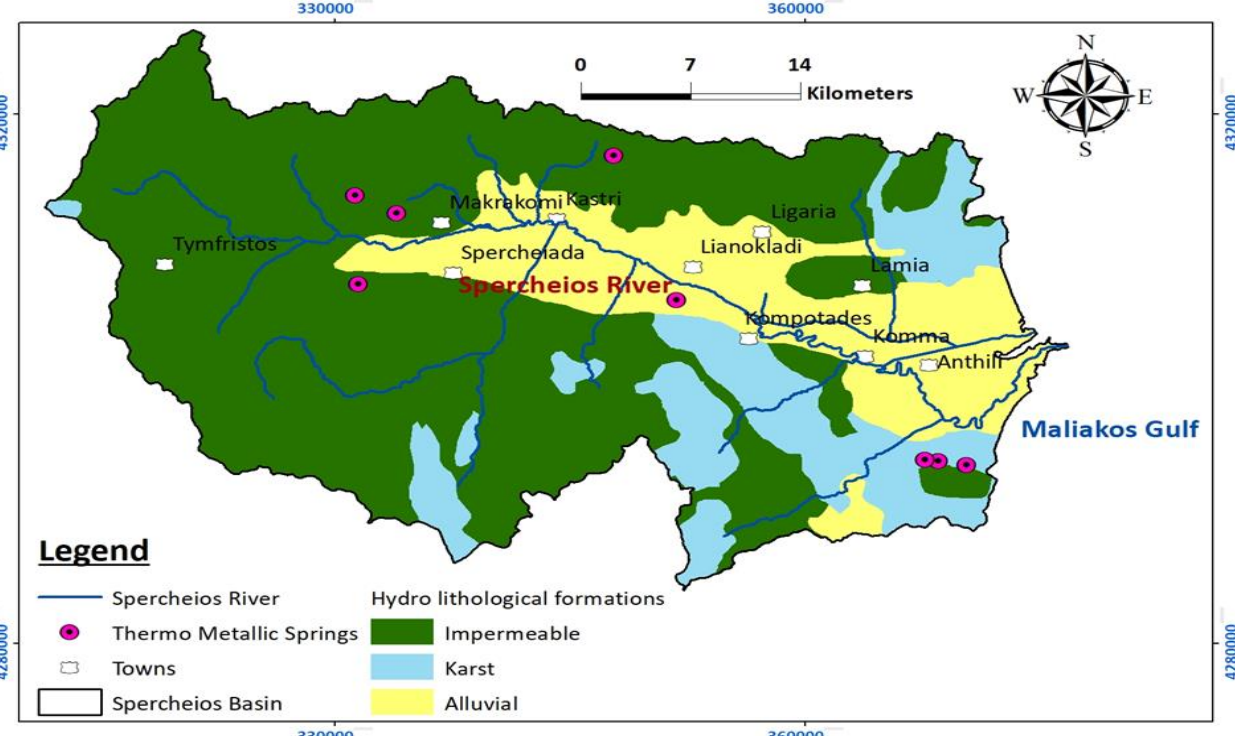 330000 360000
4320000 4320000
0 7 14
Kilometers
N
W E
S
Makrakomi Kastri
Ligaria
Tymfristos
Spercheiada
Lianokladi
Lamia
Spercheios River
Kompotades
Komma
Anthili
Maliakos Gulf
Legend
Spercheios River
Thermo Metallic Springs
Towns
Spercheios Basin
Hydro lithological formations
Impermeable
Karst
Alluvial
4280000 4280000
330000 360000